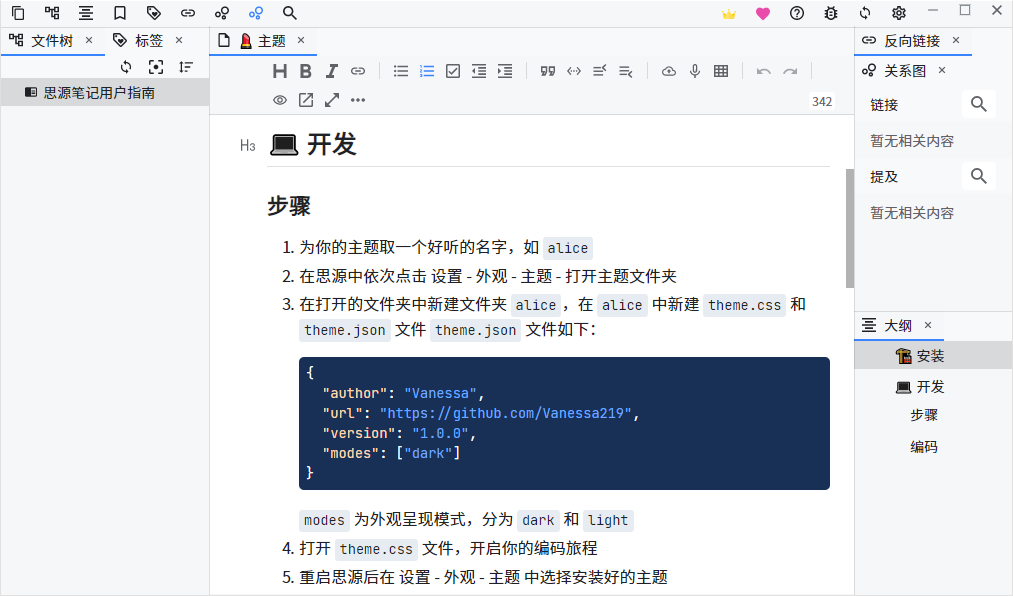 文件树 ×
标签 ×
思源笔记用户指南
主题 ×
342
H3
开发
步骤
1. 为你的主题取一个好听的名字，如 alice
2. 在思源中依次点击 设置 - 外观 - 主题 - 打开主题文件夹
3. 在打开的文件夹中新建文件夹 alice，在 alice 中新建 theme.css 和
theme.json 文件 theme.json 文件如下：
{
"author": "Vanessa",
"url": "https://github.com/Vanessa219",
"version": "1.0.0",
"modes": ["dark"]
}
modes 为外观呈现模式，分为 dark 和 light
4. 打开 theme.css 文件，开启你的编码旅程
5. 重启思源后在 设置 - 外观 - 主题 中选择安装好的主题
反向链接 ×
关系图 ×
链接
暂无相关内容
提及
暂无相关内容
大纲 ×
安装
开发
步骤
编码